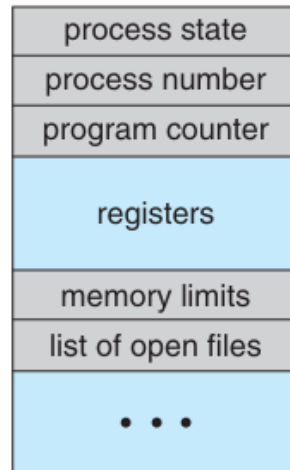 process state
process number
program counter
registers
memory limits
list of open files
• • •